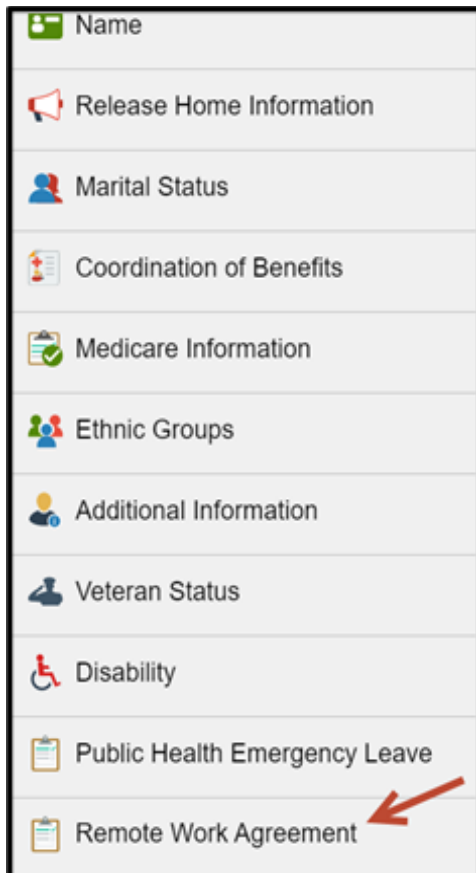 Name
Release Home Information
Marital Status
Coordination of Benefits
Medicare Information
Ethnic Groups
Additional Information
Veteran Status
Disability
Public Health Emergency Leave
Remote Work Agreement